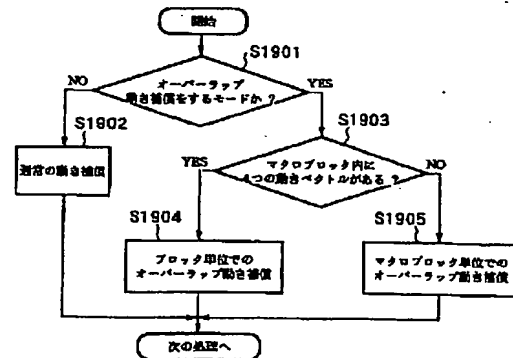 開始
S1901
オーバーラップ
動き補償をするモードか ?
NO
YES
S1902
通常の動き補償
S1903
マクロブロック内に
4つの動きベクトルがある ?
YES
NO
S1904
ブロック単位での
オーバーラップ動き補償
S1905
マクロブロック単位での
オーバーラップ動き補償
次の処理へ